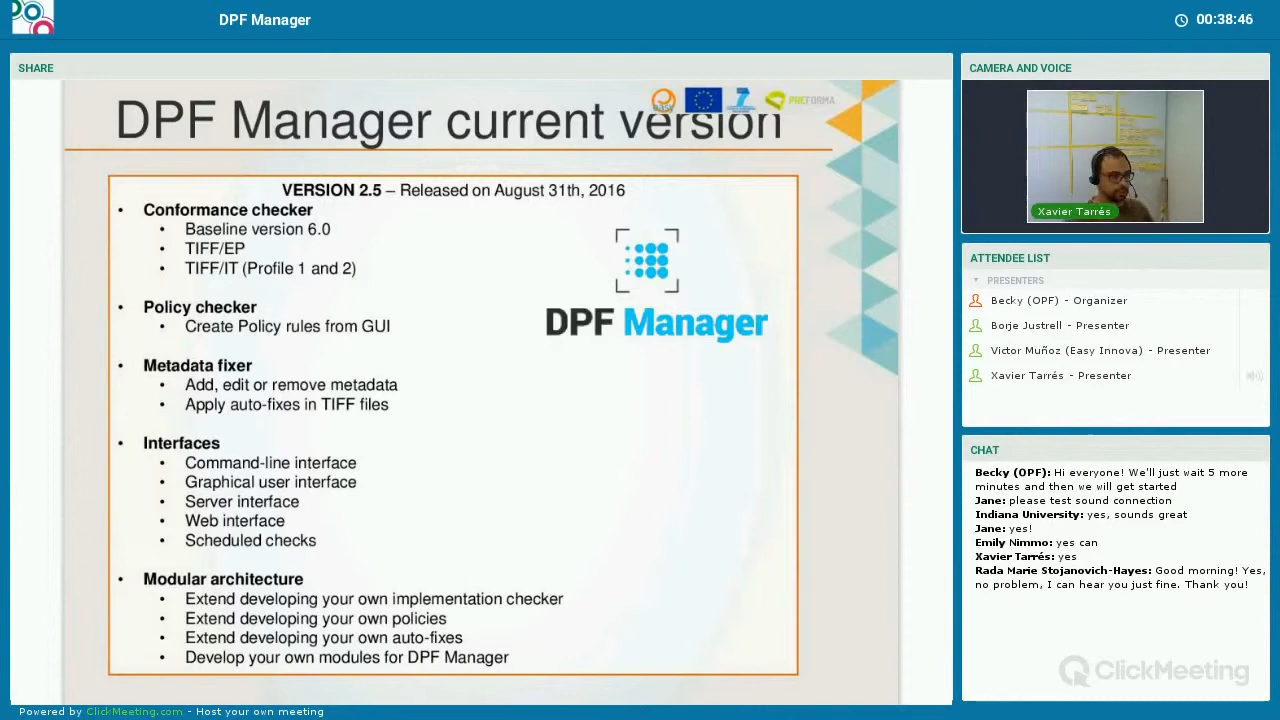 DPF Manager
00:38:46
SHARE
DPF Manager current version
PREFORMA
VERSION 2.5 – Released on August 31th, 2016
• Conformance checker
• Baseline version 6.0
• TIFF/EP
• TIFF/IT (Profile 1 and 2)
• Policy checker
• Create Policy rules from GUI
• Metadata fixer
• Add, edit or remove metadata
• Apply auto-fixes in TIFF files
• Interfaces
• Command-line interface
• Graphical user interface
• Server interface
• Web interface
• Scheduled checks
• Modular architecture
• Extend developing your own implementation checker
• Extend developing your own policies
• Extend developing your own auto-fixes
• Develop your own modules for DPF Manager
DPF Manager
CAMERA AND VOICE
Xavier Tarrés
ATTENDEE LIST
PRESENTERS
Becky (OPF) - Organizer
Borje Justrell - Presenter
Victor Muñoz (Easy Innova) - Presenter
Xavier Tarrés - Presenter
CHAT
Becky (OPF): Hi everyone! We'll just wait 5 more
minutes and then we will get started
Jane: please test sound connection
Indiana University: yes, sounds great
Jane: yes!
Emily Nimmo: yes can
Xavier Tarrés: yes
Rada Marie Stojanovich-Hayes: Good morning! Yes,
no problem, I can hear you just fine. Thank you!
ClickMeeting
Powered by ClickMeeting.com - Host your own meeting